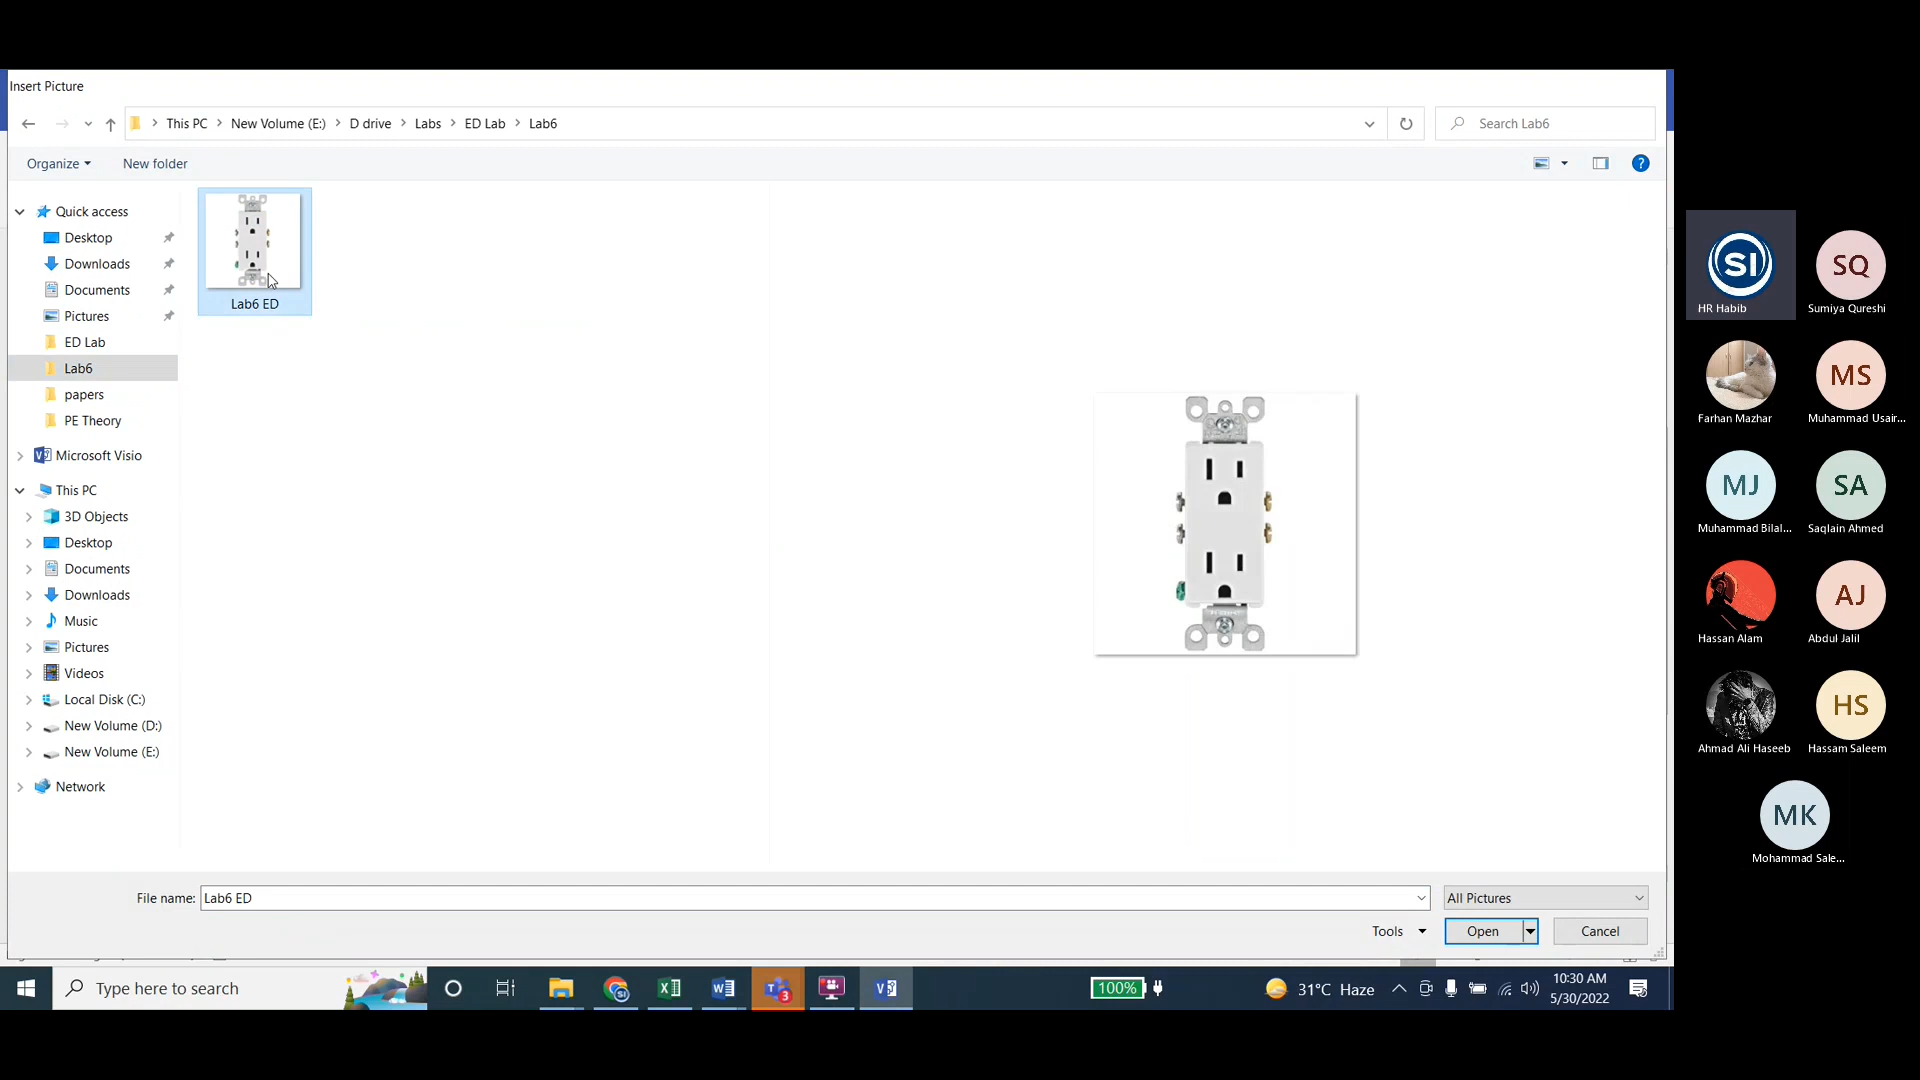 Insert Picture
This PC > New Volume (E:) > D drive > Labs > ED Lab > Lab6
Search Lab6
Organize
New folder
?
Quick access
Desktop
Downloads
Documents
Pictures
ED Lab
Lab6
papers
PE Theory
Microsoft Visio
This PC
3D Objects
Desktop
Documents
Downloads
Music
Pictures
Videos
Local Disk (C:)
New Volume (D:)
New Volume (E:)
Network
Lab6 ED
File name:
Lab6 ED
All Pictures
Tools
Open
Cancel
Type here to search
3
100%
31°C Haze
10:30 AM
5/30/2022
SI
HR Habib
SQ
Sumiya Qureshi
Farhan Mazhar
MS
Muhammad Usair...
MJ
Muhammad Bilal...
SA
Saqlain Ahmed
Hassan Alam
AJ
Abdul Jalil
Ahmad Ali Haseeb
HS
Hassam Saleem
MK
Mohammad Sale...